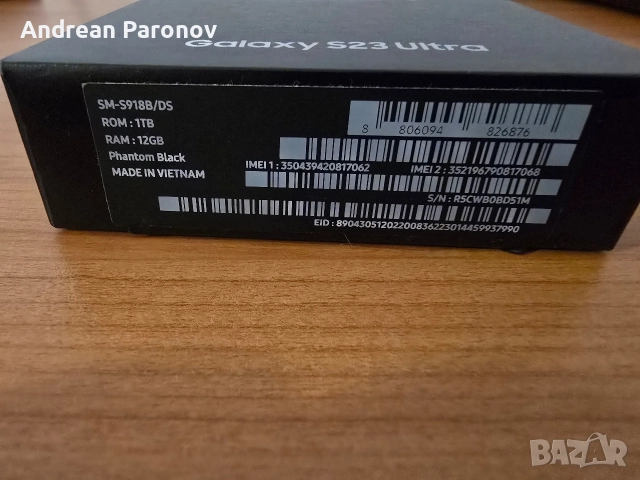 Andrean Paronov
Galaxy S23 Ultra
SM-S918B/DS
ROM : 1TB
RAM : 12GB
Phantom Black
MADE IN VIETNAM
8 806094 826876
IMEI 1 : 350439420817062
IMEI 2 : 352196790817068
S/N : R5CWB0BD51M
EID : 89043051202200836223014459937990
BAZAR